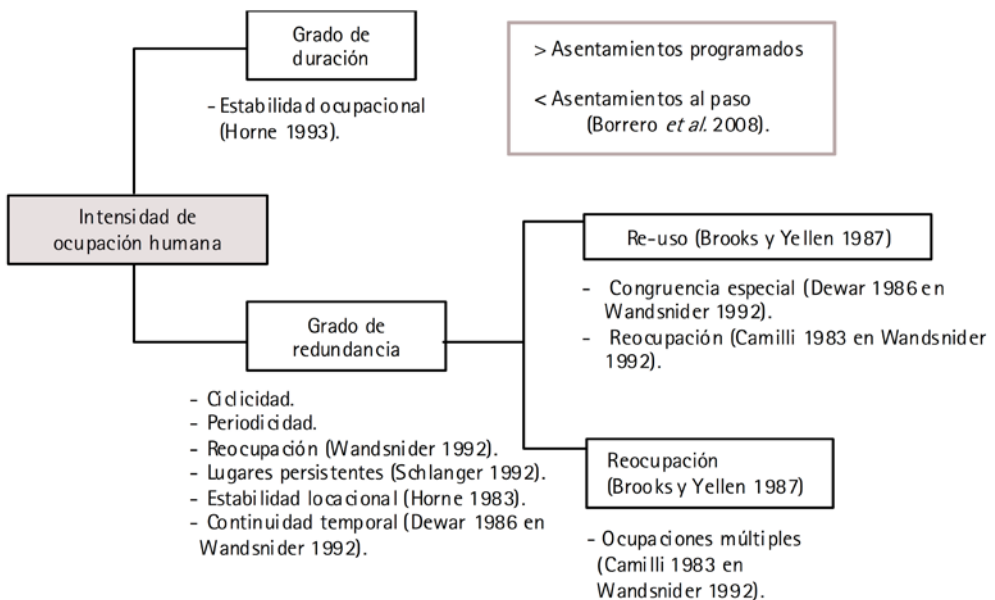 Grado de
duración
- Estabilidad ocupacional
(Horne 1993).
> Asentamientos programados
< Asentamientos al paso
(Borrero et al. 2008).
Intensidad de
ocupación humana
Grado de
redundancia
- Ciclicidad.
- Periodicidad.
- Reocupación (Wandsnider 1992).
- Lugares persistentes (Schlanger 1992).
- Estabilidad locacional (Horne 1983).
- Continuidad temporal (Dewar 1986 en
Wandsnider 1992).
Re-uso (Brooks y Yellen 1987)
- Congruencia especial (Dewar 1986 en
Wandsnider 1992).
- Reocupación (Camilli 1983 en Wandsnider
1992).
Reocupación
(Brooks y Yellen 1987)
- Ocupaciones múltiples
(Camilli 1983 en
Wandsnider 1992).